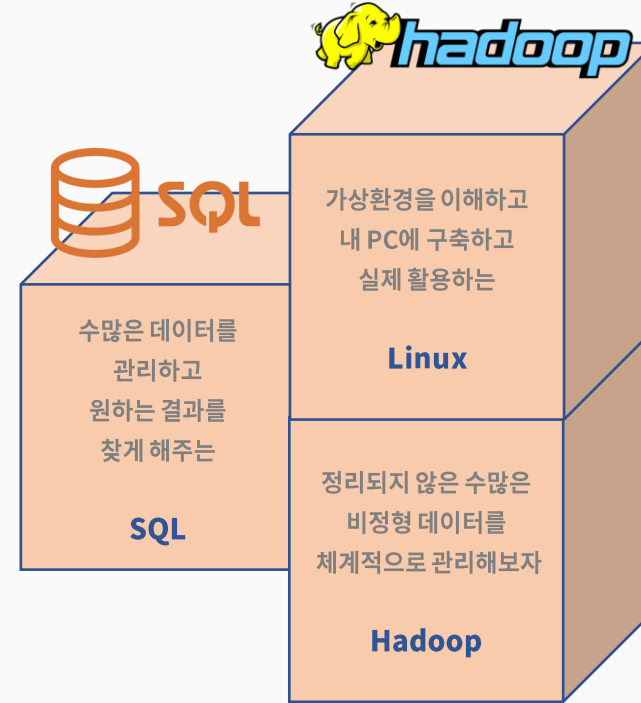 hadoop
SQL
수많은 데이터를
관리하고
원하는 결과를
찾게 해주는
SQL
가상환경을 이해하고
내 PC에 구축하고
실제 활용하는
Linux
정리되지 않은 수많은
비정형 데이터를
체계적으로 관리해보자
Hadoop